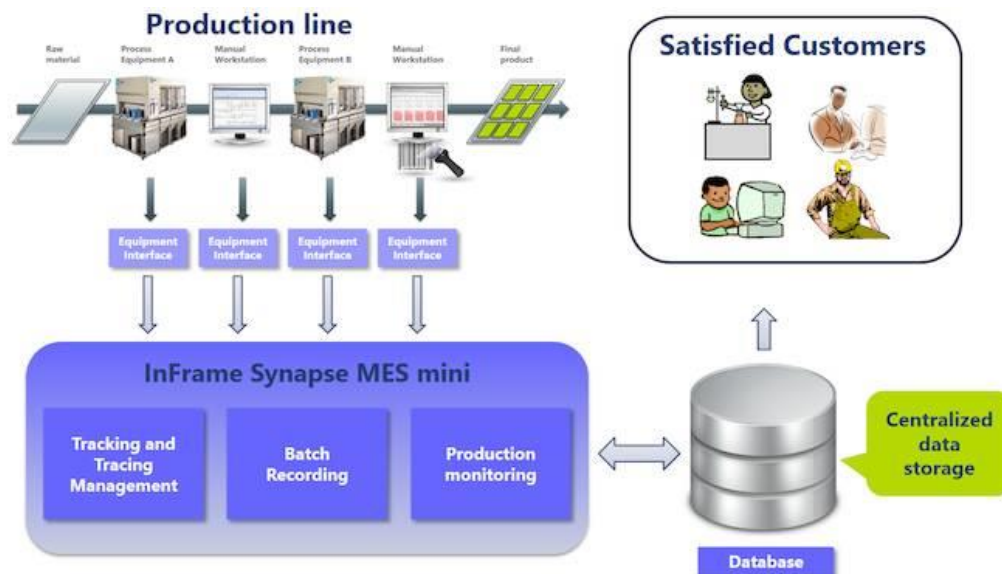 Production line
Raw
material
Process
Equipment A
Manual
Workstation
Process
Equipment B
Manual
Workstation
Final
product
Satisfied Customers
Equipment
Interface
Equipment
Interface
Equipment
Interface
Equipment
Interface
InFrame Synapse MES mini
Tracking and
Tracing
Management
Batch
Recording
Production
monitoring
Centralized
data
storage
Database